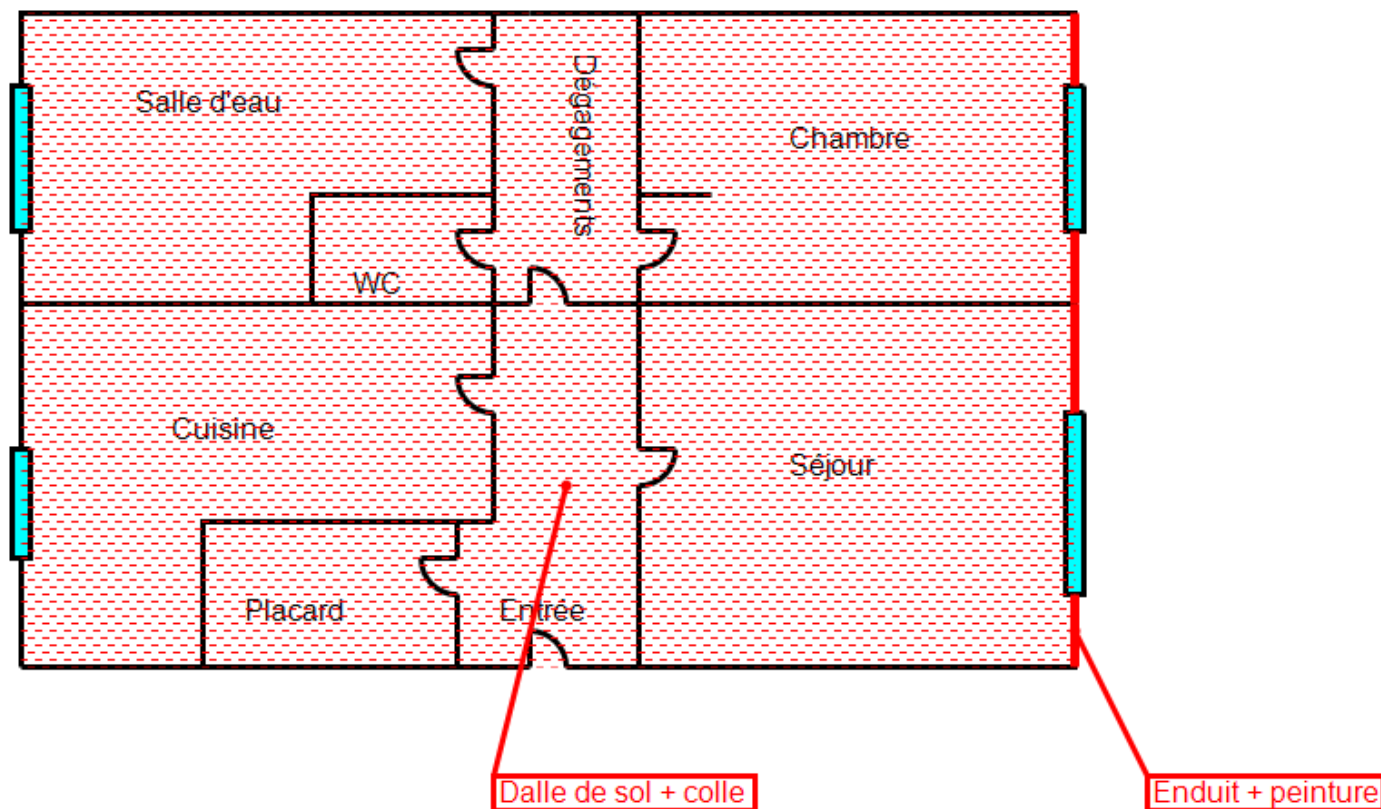 Salle d'eau
Dégagements
Chambre
WC
Cuisine
Séjour
Placard
Entrée
Dalle de sol + colle
Enduit + peinture